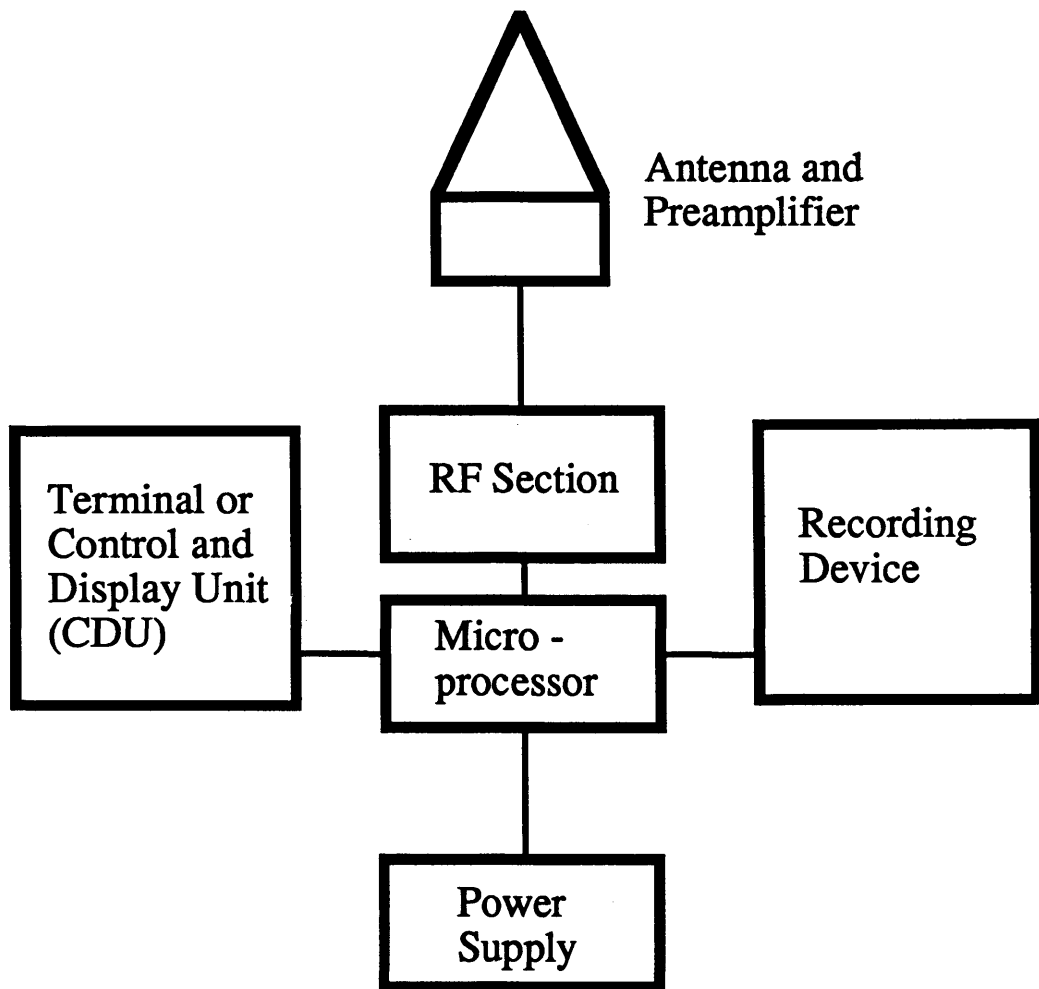 Antenna and
Preamplifier
RF Section
Terminal or
Control and
Display Unit
(CDU)
Micro -
processor
Recording
Device
Power
Supply